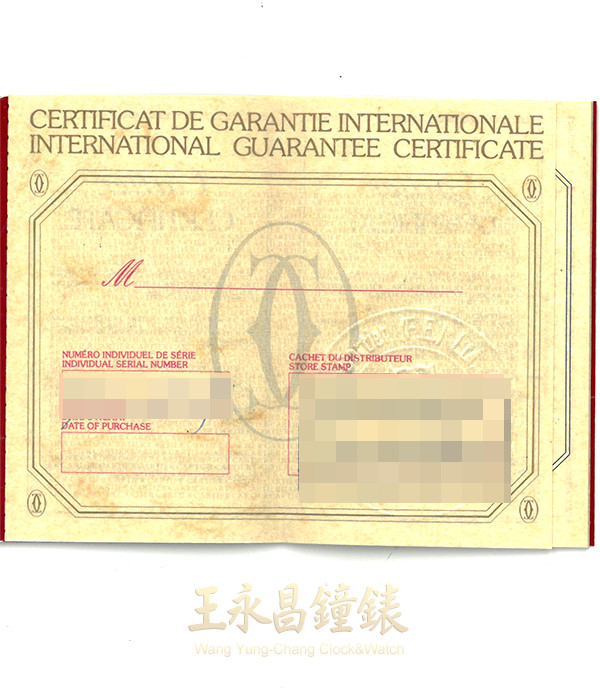 CERTIFICAT DE GARANTIE INTERNATIONALE
INTERNATIONAL GUARANTEE CERTIFICATE
M
NUMÉRO INDIVIDUEL DE SÉRIE
INDIVIDUAL SERIAL NUMBER
CACHET DU DISTRIBUTEUR
STORE STAMP
DATE OF PURCHASE
王永昌鐘錶
Wang Yung-Chang Clock&Watch